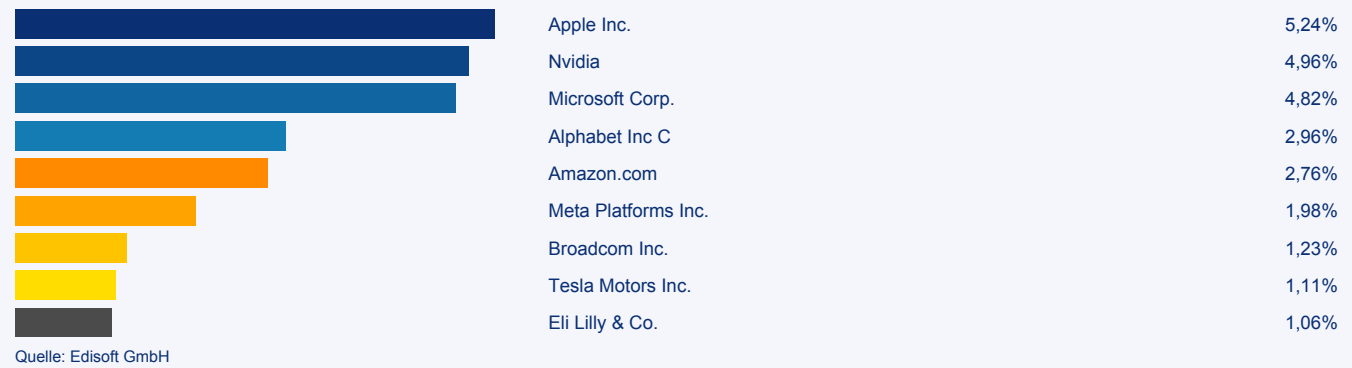 Apple Inc. 5,24%
Nvidia 4,96%
Microsoft Corp. 4,82%
Alphabet Inc C 2,96%
Amazon.com 2,76%
Meta Platforms Inc. 1,98%
Broadcom Inc. 1,23%
Tesla Motors Inc. 1,11%
Eli Lilly & Co. 1,06%
Quelle: Edisoft GmbH